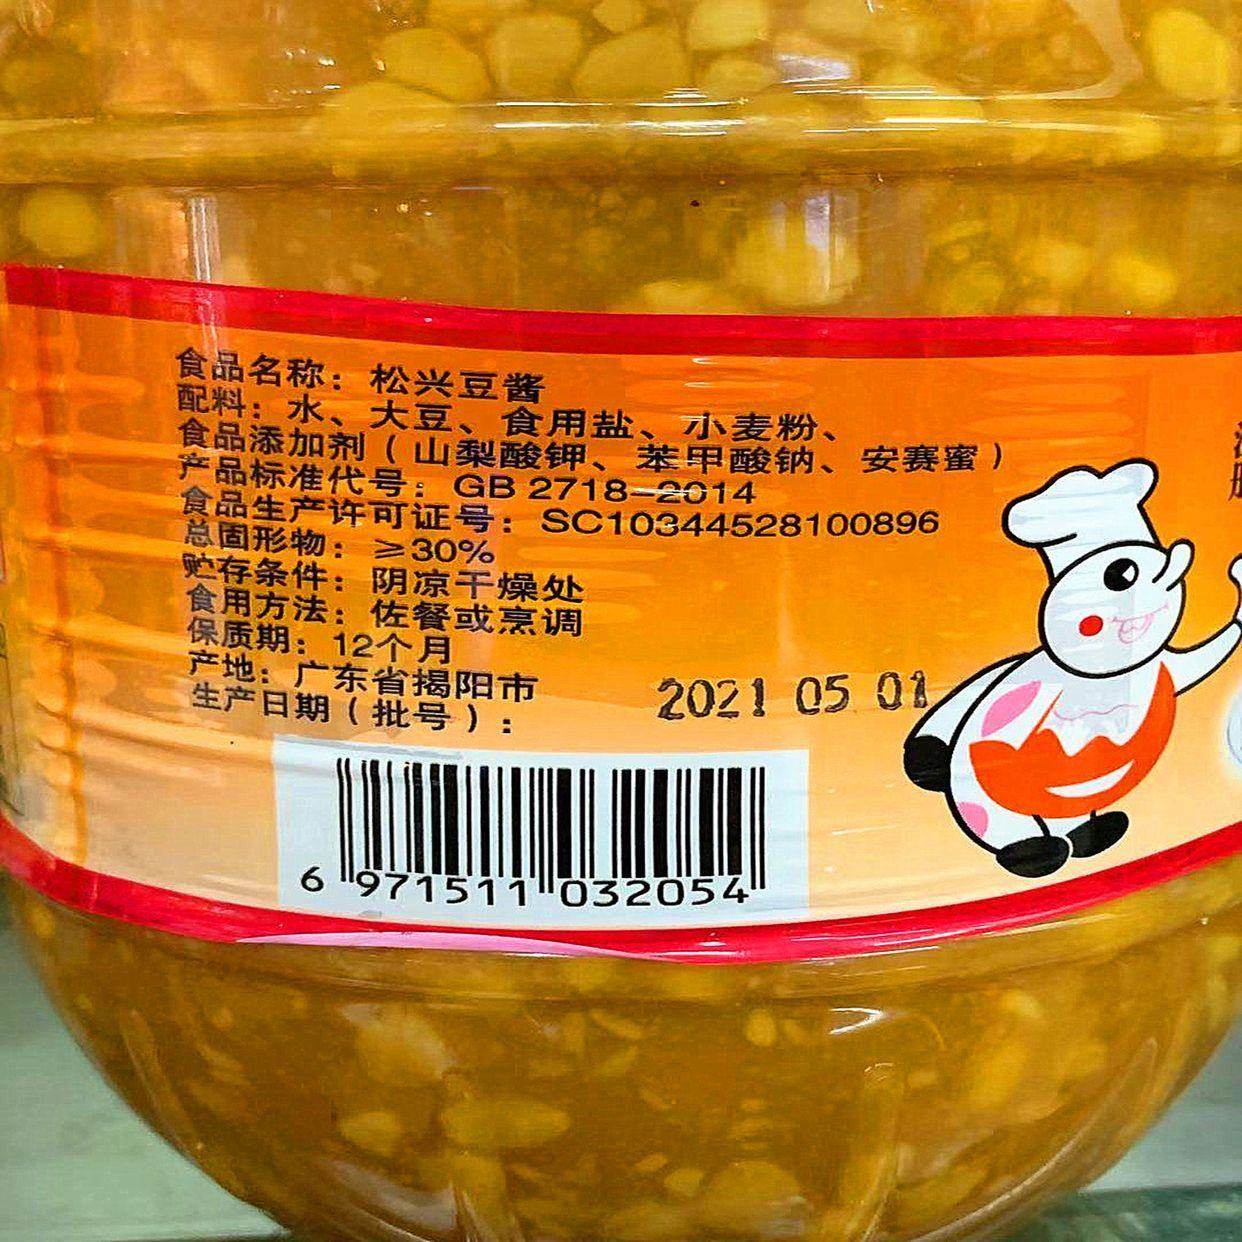 食品名称：松兴豆酱
配料：水、大豆、食用盐、小麦粉、
食品添加剂（山梨酸钾、苯甲酸钠、安赛蜜）
产品标准代号：GB 2718-2014
食品生产许可证号：SC10344528100896
总固形物：≥30%
贮存条件：阴凉干燥处
食用方法：佐餐或烹调
保质期：12个月
产地：广东省揭阳市
生产日期（批号）：2021 05 01
6 971511 032054